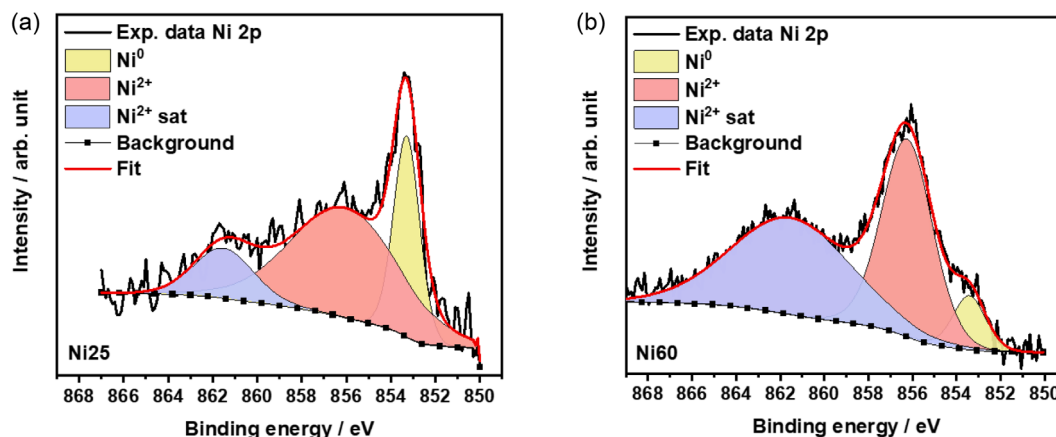 (a)
Exp. data Ni 2p
Ni⁰
Ni²⁺
Ni²⁺ sat
Background
Fit
Intensity / arb. unit
Ni25
868 866 864 862 860 858 856 854 852 850
Binding energy / eV
(b)
Exp. data Ni 2p
Ni⁰
Ni²⁺
Ni²⁺ sat
Background
Fit
Intensity / arb. unit
Ni60
868 866 864 862 860 858 856 854 852 850
Binding energy / eV